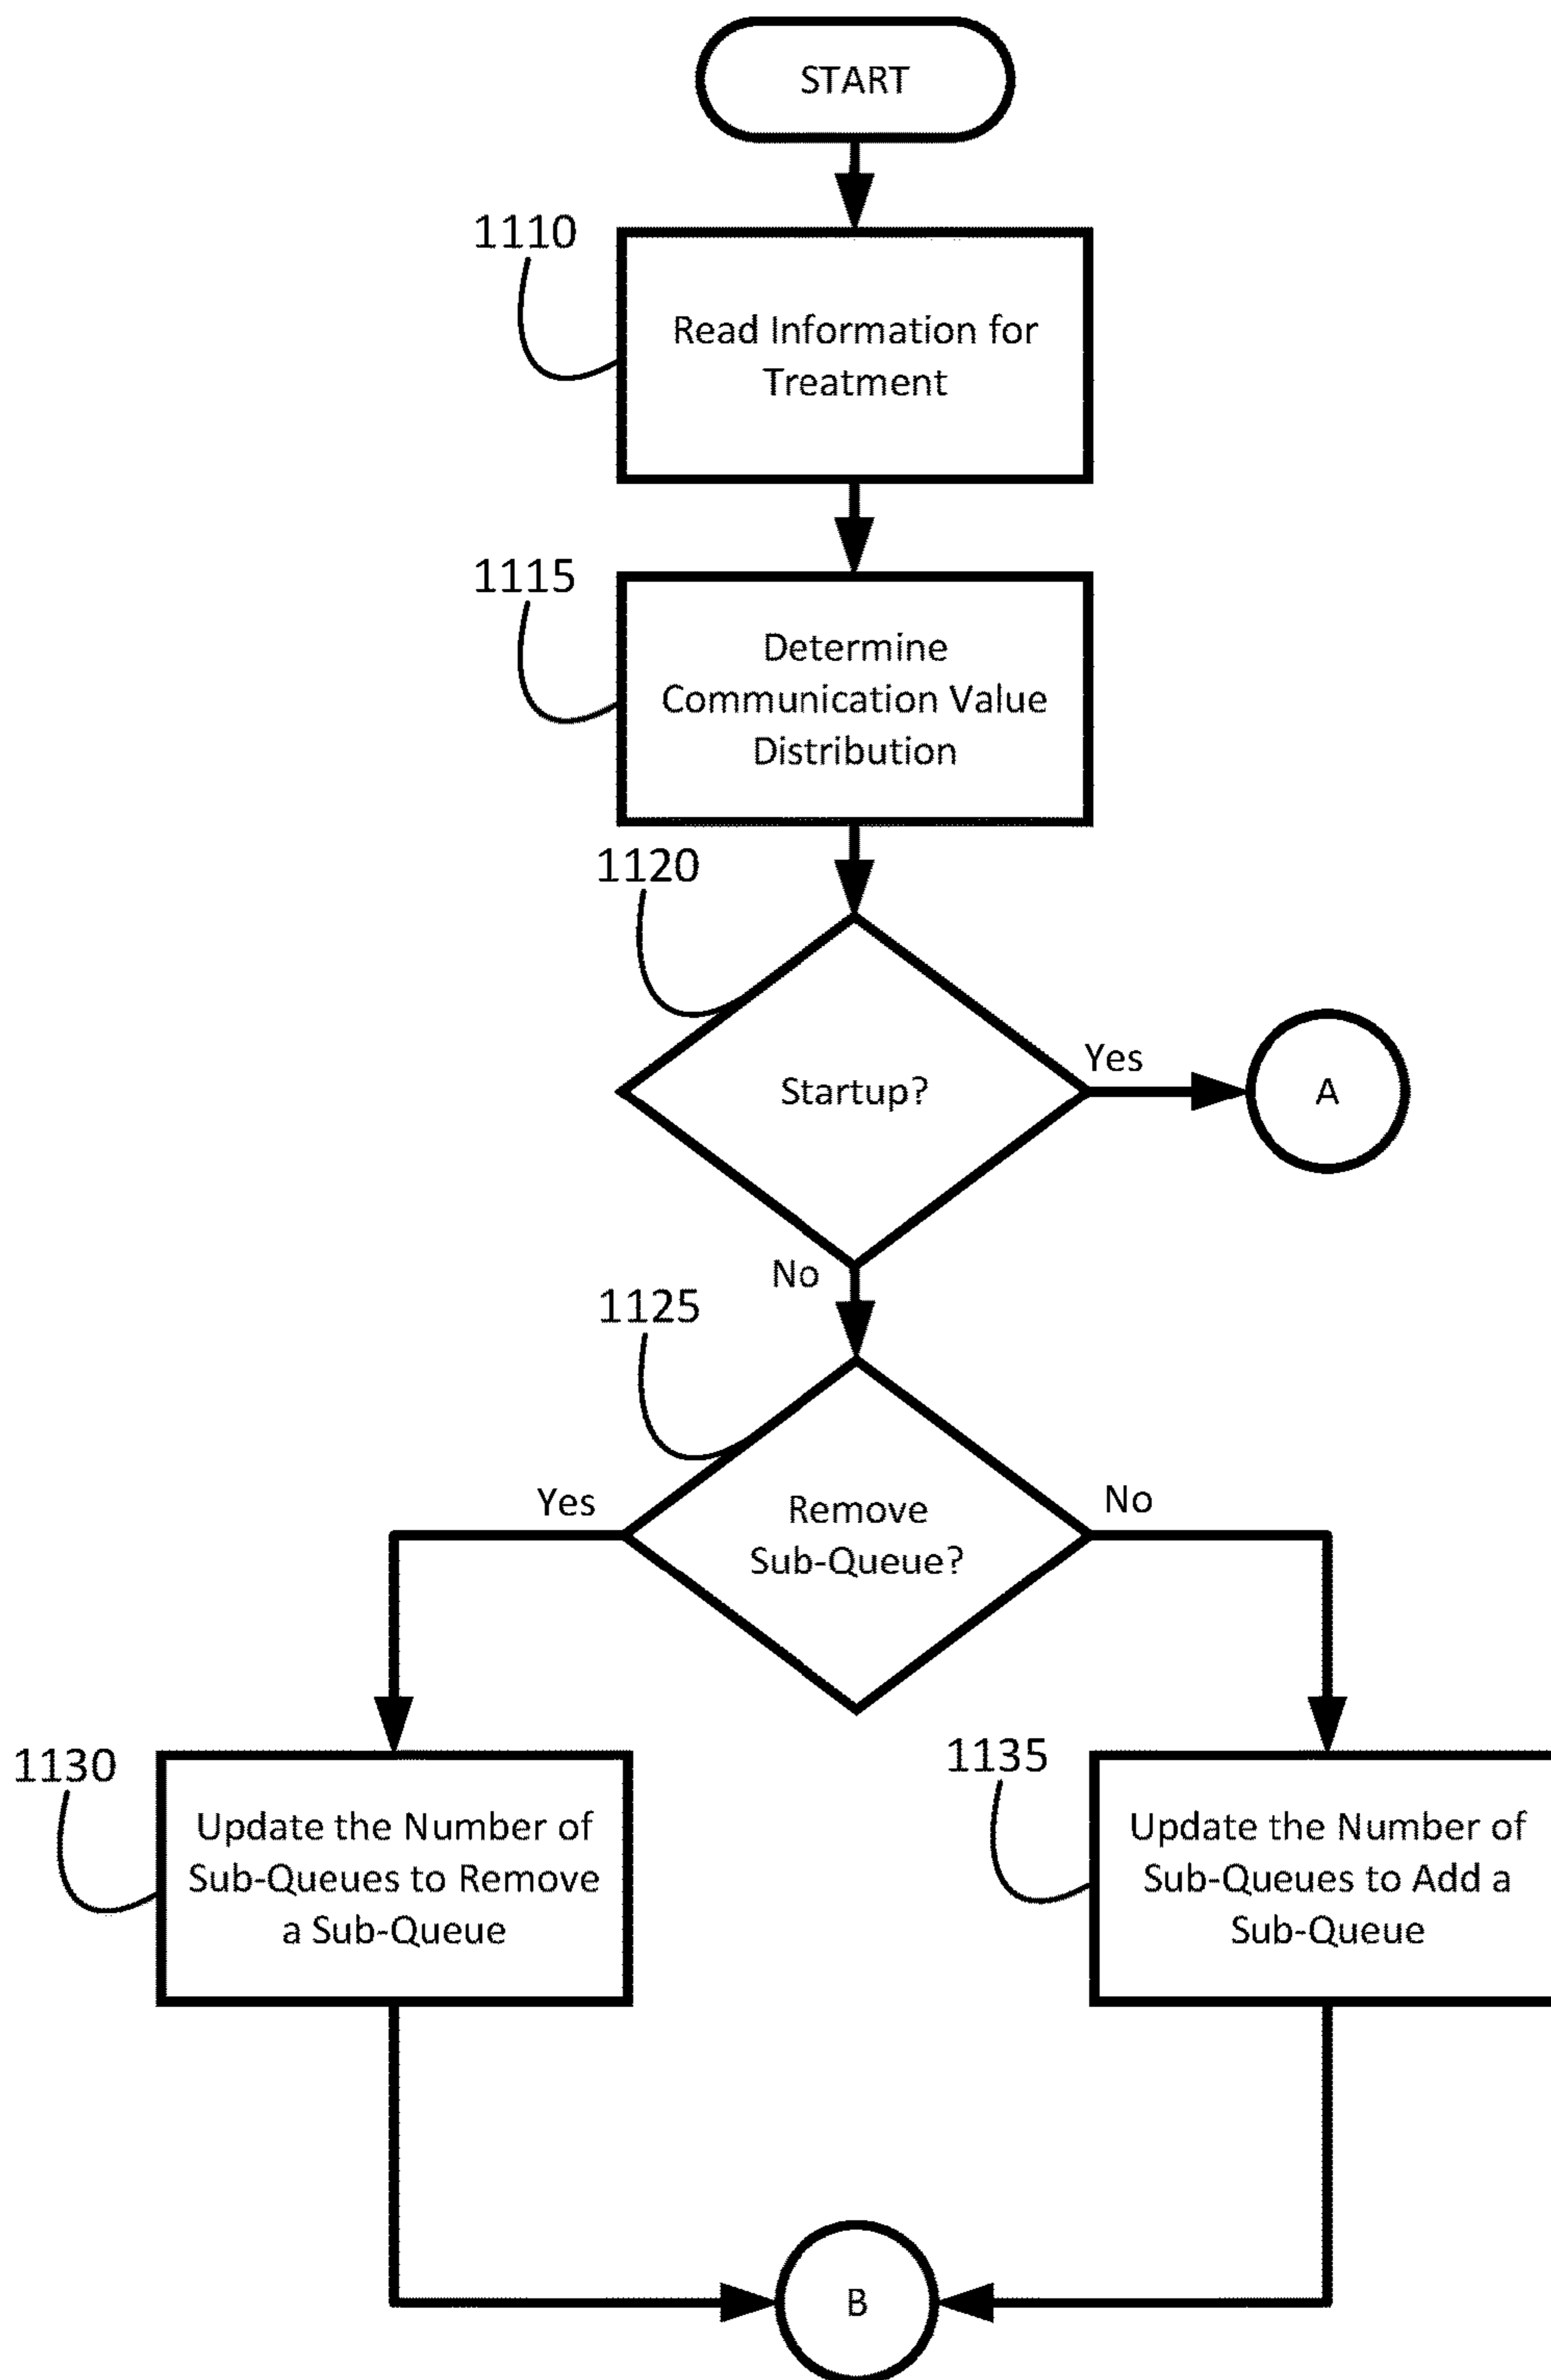 START
1110
Read Information for
Treatment
1115
Determine
Communication Value
Distribution
1120
Startup?
Yes
A
No
1125
Remove
Sub-Queue?
Yes
No
1130
Update the Number of
Sub-Queues to Remove
a Sub-Queue
1135
Update the Number of
Sub-Queues to Add a
Sub-Queue
B